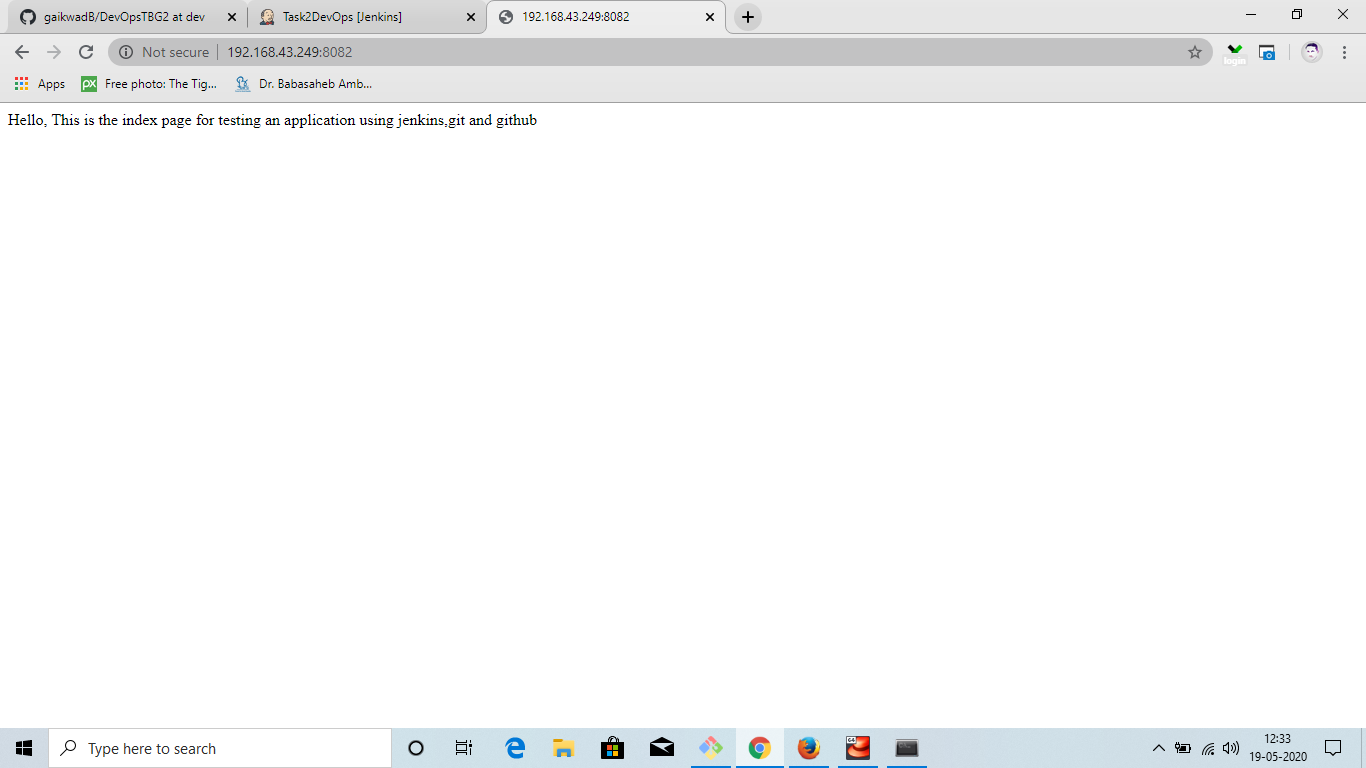 gaikwadB/DevOpsTBG2 at dev
Task2DevOps [Jenkins]
192.168.43.249:8082
Not secure
192.168.43.249:8082
login
Apps
px
Free photo: The Tig...
Dr. Babasaheb Amb...
Hello, This is the index page for testing an application using jenkins,git and github
Type here to search
64
12:33
19-05-2020